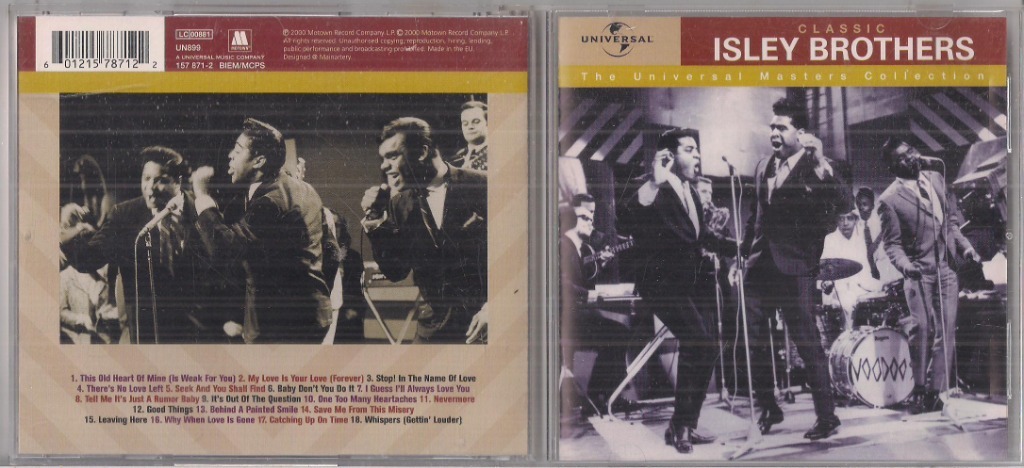 LC00881
UN899
MOTOWN
A UNIVERSAL MUSIC COMPANY
157 871-2 BIEM/MCPS
6 01215 78712 2
℗ 2000 Motown Record Company L.P. © 2000 Motown Record Company L.P.
All rights reserved. Unauthorised copying, reproduction, hiring, lending,
public performance and broadcasting prohibited. Made in the EU.
Designed @ Mainartery.
1. This Old Heart Of Mine (Is Weak For You) 2. My Love Is Your Love (Forever) 3. Stop! In The Name Of Love
4. There's No Love Left 5. Seek And You Shall Find 6. Baby Don't You Do It 7. I Guess I'll Always Love You
8. Tell Me It's Just A Rumor Baby 9. It's Out Of The Question 10. One Too Many Heartaches 11. Nevermore
12. Good Things 13. Behind A Painted Smile 14. Save Me From This Misery
15. Leaving Here 16. Why When Love Is Gone 17. Catching Up On Time 18. Whispers (Gottin' Louder)
UNIVERSAL
CLASSIC
ISLEY BROTHERS
The Universal Masters Collection
VOODOOS